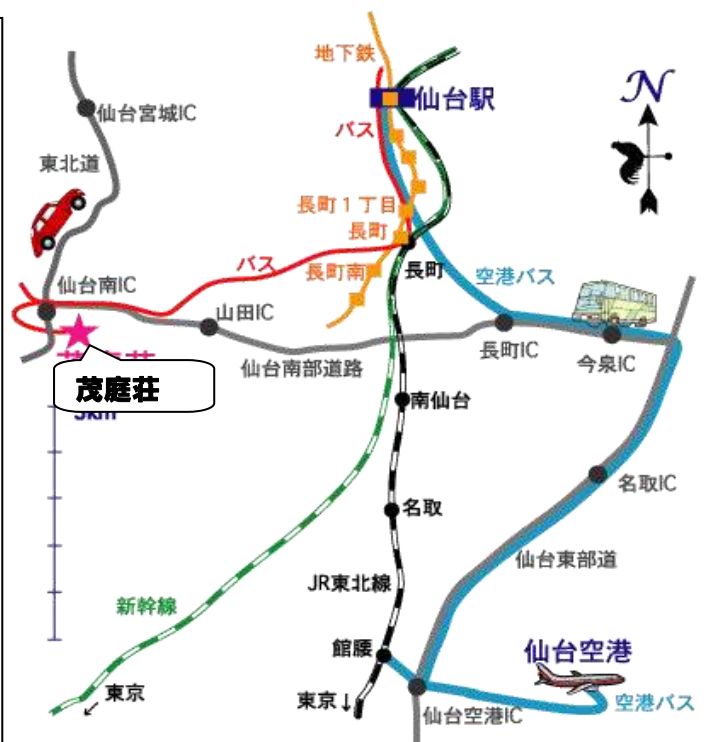 地下鉄
仙台駅
N
仙台宮城IC
バス
東北道
長町1丁目
長町
仙台南IC
バス
長町南
長町
空港バス
山田IC
長町IC
今泉IC
仙台南部道路
茂庭荘
5km
南仙台
名取IC
名取
仙台東部道
JR東北線
新幹線
館腰
仙台空港
東京
東京↓
仙台空港IC
空港バス